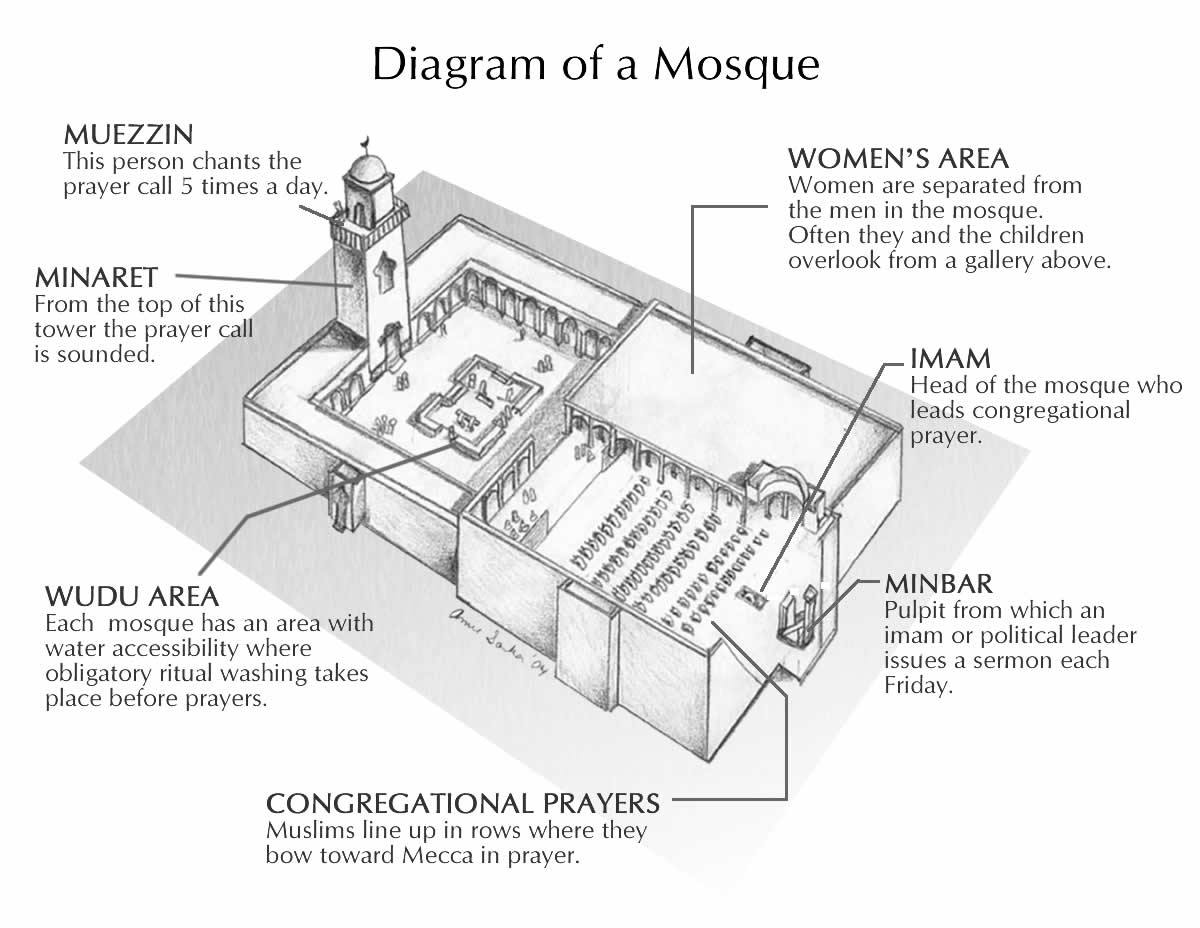 Diagram of a Mosque
MUEZZIN
This person chants the
prayer call 5 times a day.
WOMEN’S AREA
Women are separated from
the men in the mosque.
Often they and the children
overlook from a gallery above.
MINARET
From the top of this
tower the prayer call
is sounded.
IMAM
Head of the mosque who
leads congregational
prayer.
WUDU AREA
Each mosque has an area with
water accessibility where
obligatory ritual washing takes
place before prayers.
MINBAR
Pulpit from which an
imam or political leader
issues a sermon each
Friday.
CONGREGATIONAL PRAYERS
Muslims line up in rows where they
bow toward Mecca in prayer.
'04